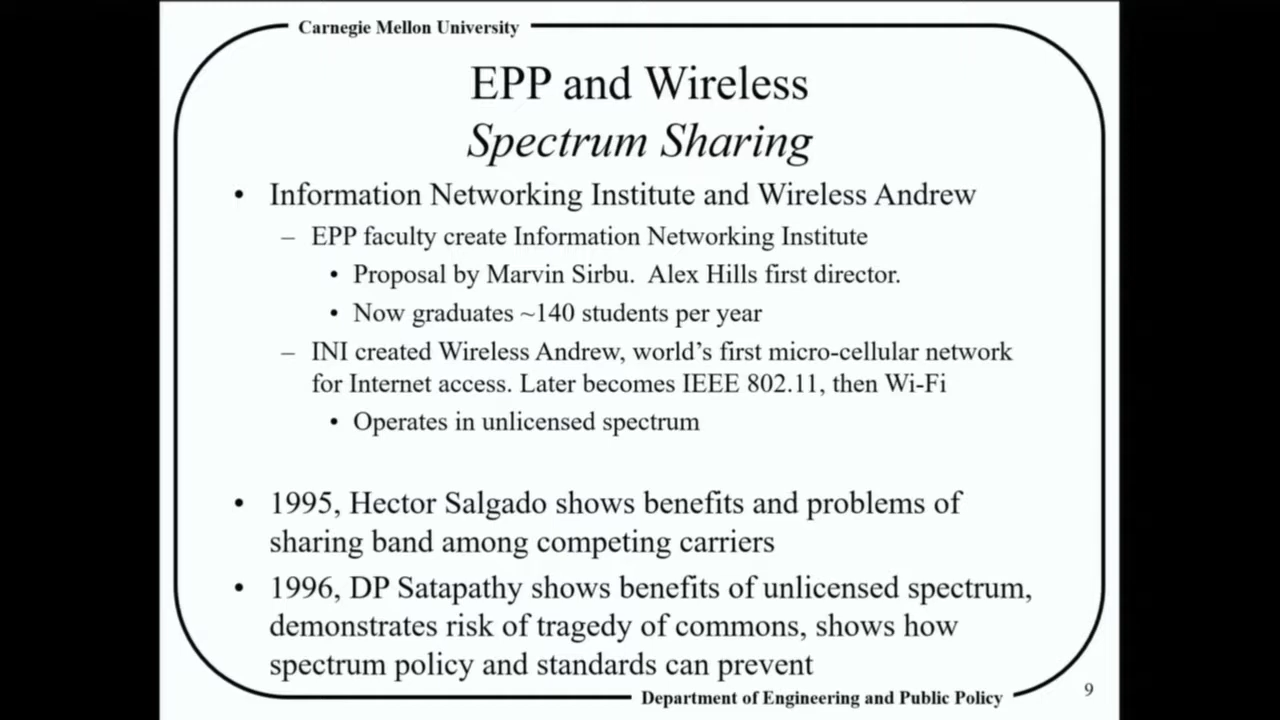 Carnegie Mellon University
EPP and Wireless
Spectrum Sharing
• Information Networking Institute and Wireless Andrew
– EPP faculty create Information Networking Institute
• Proposal by Marvin Sirbu.  Alex Hills first director.
• Now graduates ~140 students per year
– INI created Wireless Andrew, world's first micro-cellular network
for Internet access. Later becomes IEEE 802.11, then Wi-Fi
• Operates in unlicensed spectrum
• 1995, Hector Salgado shows benefits and problems of
sharing band among competing carriers
• 1996, DP Satapathy shows benefits of unlicensed spectrum,
demonstrates risk of tragedy of commons, shows how
spectrum policy and standards can prevent
Department of Engineering and Public Policy
9